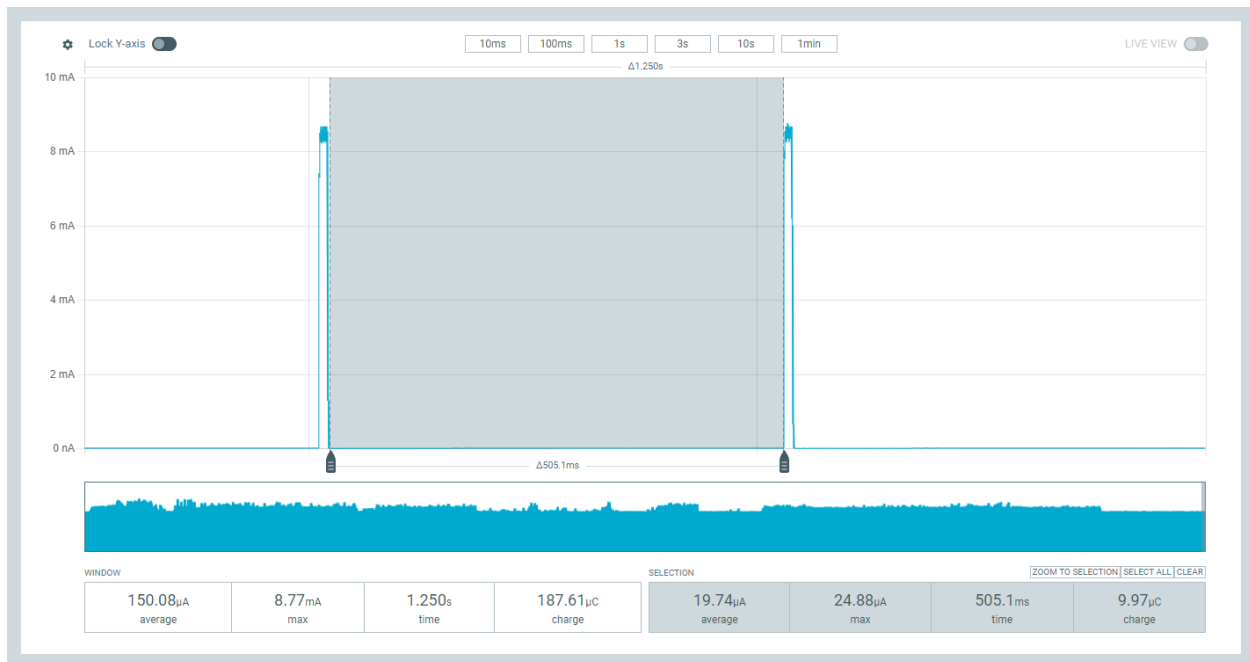 Lock Y-axis
10ms 100ms 1s 3s 10s 1min
LIVE VIEW
Δ1.250s
10 mA
8 mA
6 mA
4 mA
2 mA
0 nA
Δ505.1ms
WINDOW
150.08μA 8.77mA 1.250s 187.61μC
average max time charge
SELECTION
ZOOM TO SELECTION SELECT ALL CLEAR
19.74μA 24.88μA 505.1ms 9.97μC
average max time charge